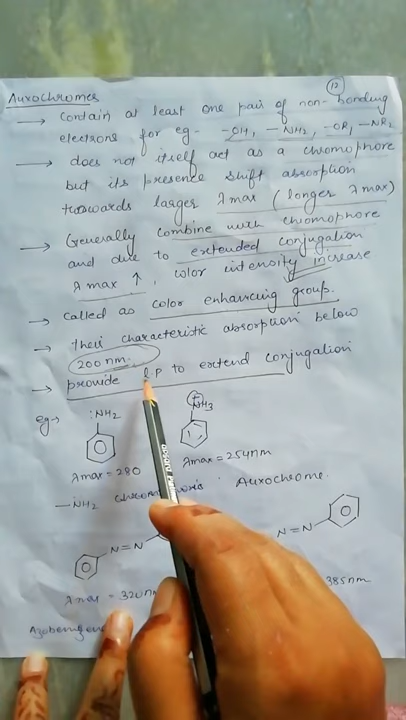 (12)
Auxochromes
→ contain at least one pair of non-bonding
electrons for eg- -OH, -NH2, -OR, -NR2
→ does not itself act as a chromophore
but its presence shift absorption
towards larger λmax (longer λmax)
→ Generally combine with chromophore
and due to extended conjugation
λmax ↑, color intensity increase
→ called as color enhancing group.
→ their characteristic absorption below
200nm.
→ provide l.p to extend conjugation
eg→ :NH2 +NH3
λmax=280 λmax=254nm
-NH2 Auxochrome.
N=N N=N
λmax = 320n 385nm
Azobenzene